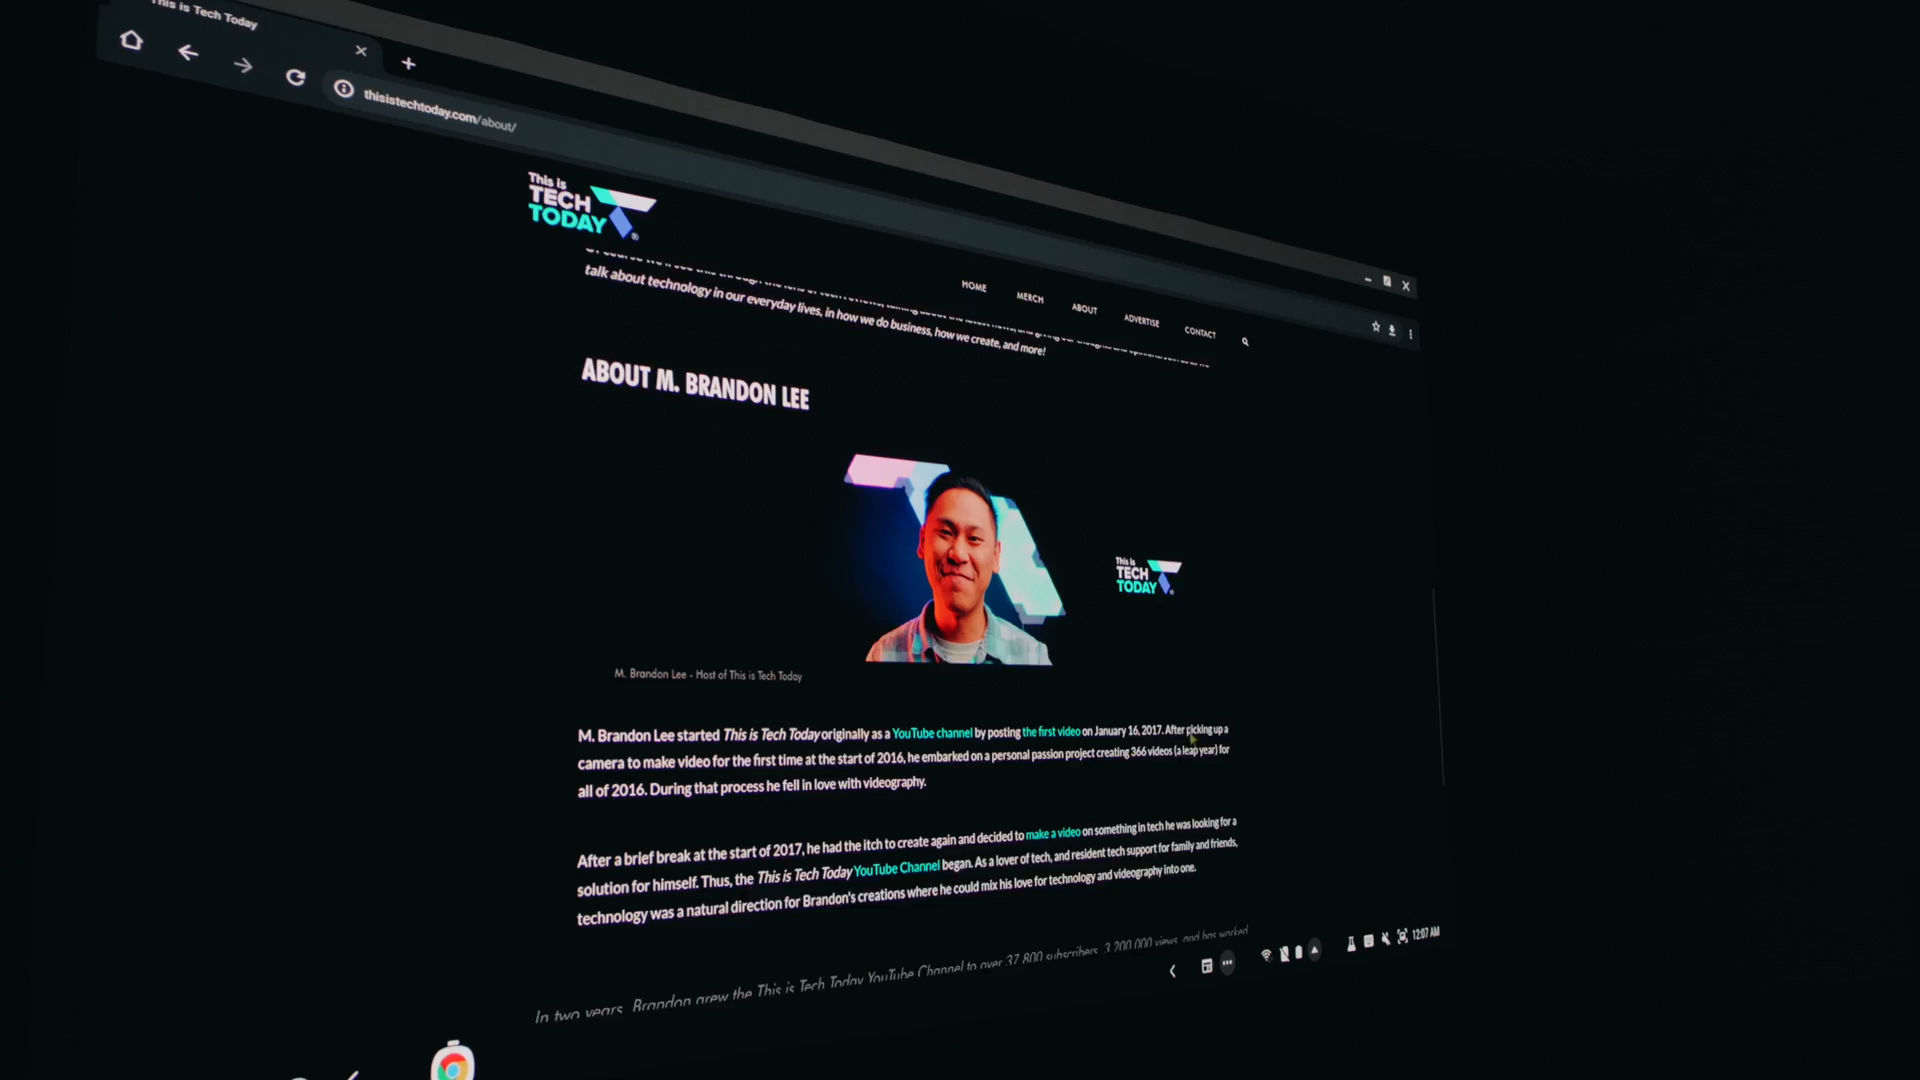 This is Tech Today
thisistechtoday.com/about/
This is
TECH
TODAY
HOME
MERCH
ABOUT
ADVERTISE
CONTACT
talk about technology in our everyday lives, in how we do business, how we create, and more!
ABOUT M. BRANDON LEE
This is
TECH
TODAY
M. Brandon Lee - Host of This is Tech Today
M. Brandon Lee started This is Tech Today originally as a YouTube channel by posting the first video on January 16, 2017. After picking up a
camera to make video for the first time at the start of 2016, he embarked on a personal passion project creating 366 videos (a leap year) for
all of 2016. During that process he fell in love with videography.
After a brief break at the start of 2017, he had the itch to create again and decided to make a video on something in tech he was looking for a
solution for himself. Thus, the This is Tech Today YouTube Channel began. As a lover of tech, and resident tech support for family and friends,
technology was a natural direction for Brandon's creations where he could mix his love for technology and videography into one.
In two years, Brandon grew the This is Tech Today YouTube Channel to over 37,800 subscribers, 3,200,000 views, and has worked
12:07 AM